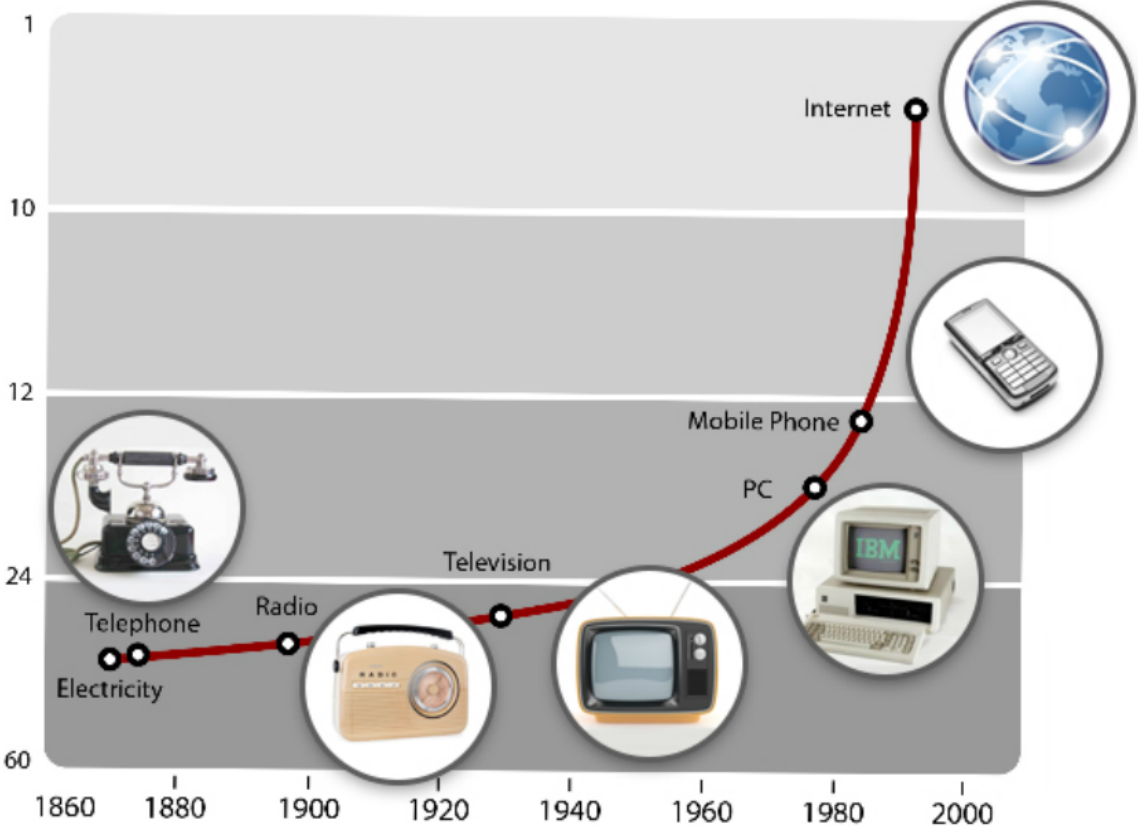 1
Internet
10
12
Mobile Phone
PC
IBM
24
Television
Radio
Telephone
RADIO
Electricity
60
1860 1880 1900 1920 1940 1960 1980 2000